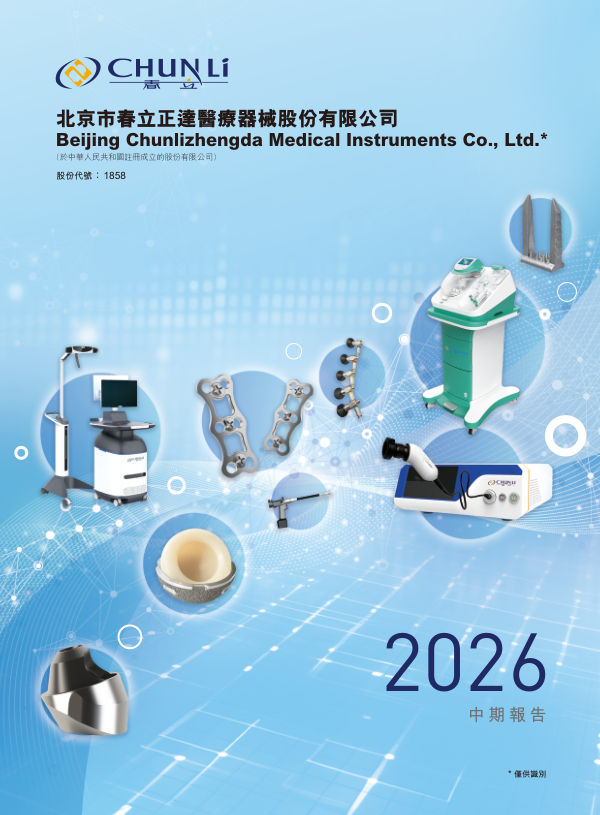 CHUNLi
春立
北京市春立正達醫療器械股份有限公司
Beijing Chunlizhengda Medical Instruments Co., Ltd.*
(於中華人民共和國註冊成立的股份有限公司)
股份代號：1858
CHUNLi
2026
中期報告
* 僅供識別